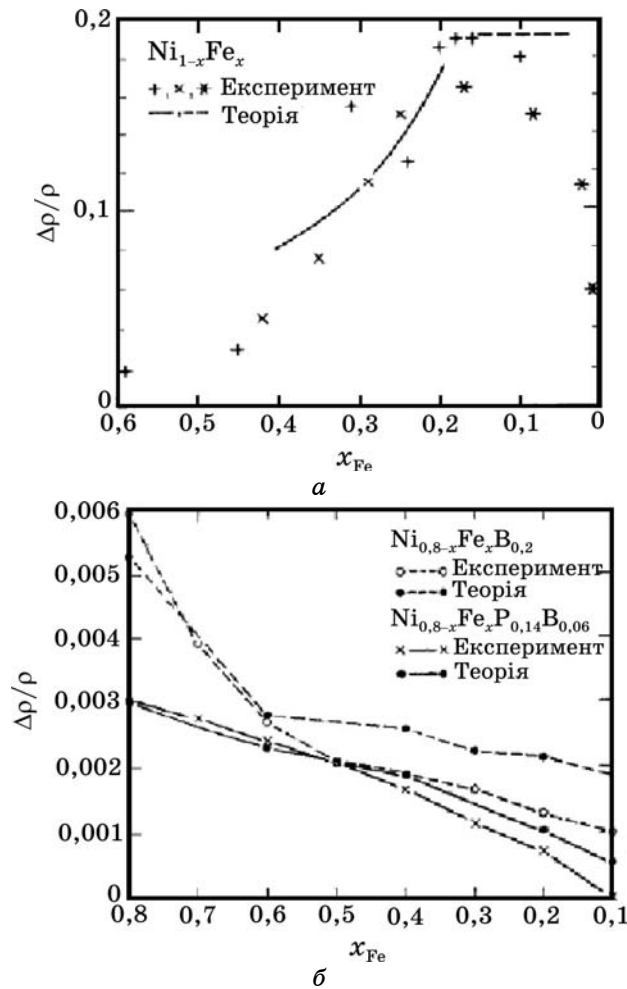 0,2
Ni₁₋ₓFeₓ
Експеримент
Теорія
0,1
Δρ/ρ
0
0,6 0,5 0,4 0,3 0,2 0,1 0
x_Fe
а
0,006
Ni₀,₈₋ₓFeₓB₀,₂
Експеримент
0,005
Теорія
Ni₀,₈₋ₓFeₓP₀,₁₄B₀,₀₆
0,004
Експеримент
Теорія
Δρ/ρ
0,003
0,002
0,001
0
0,8 0,7 0,6 0,5 0,4 0,3 0,2 0,1
x_Fe
б